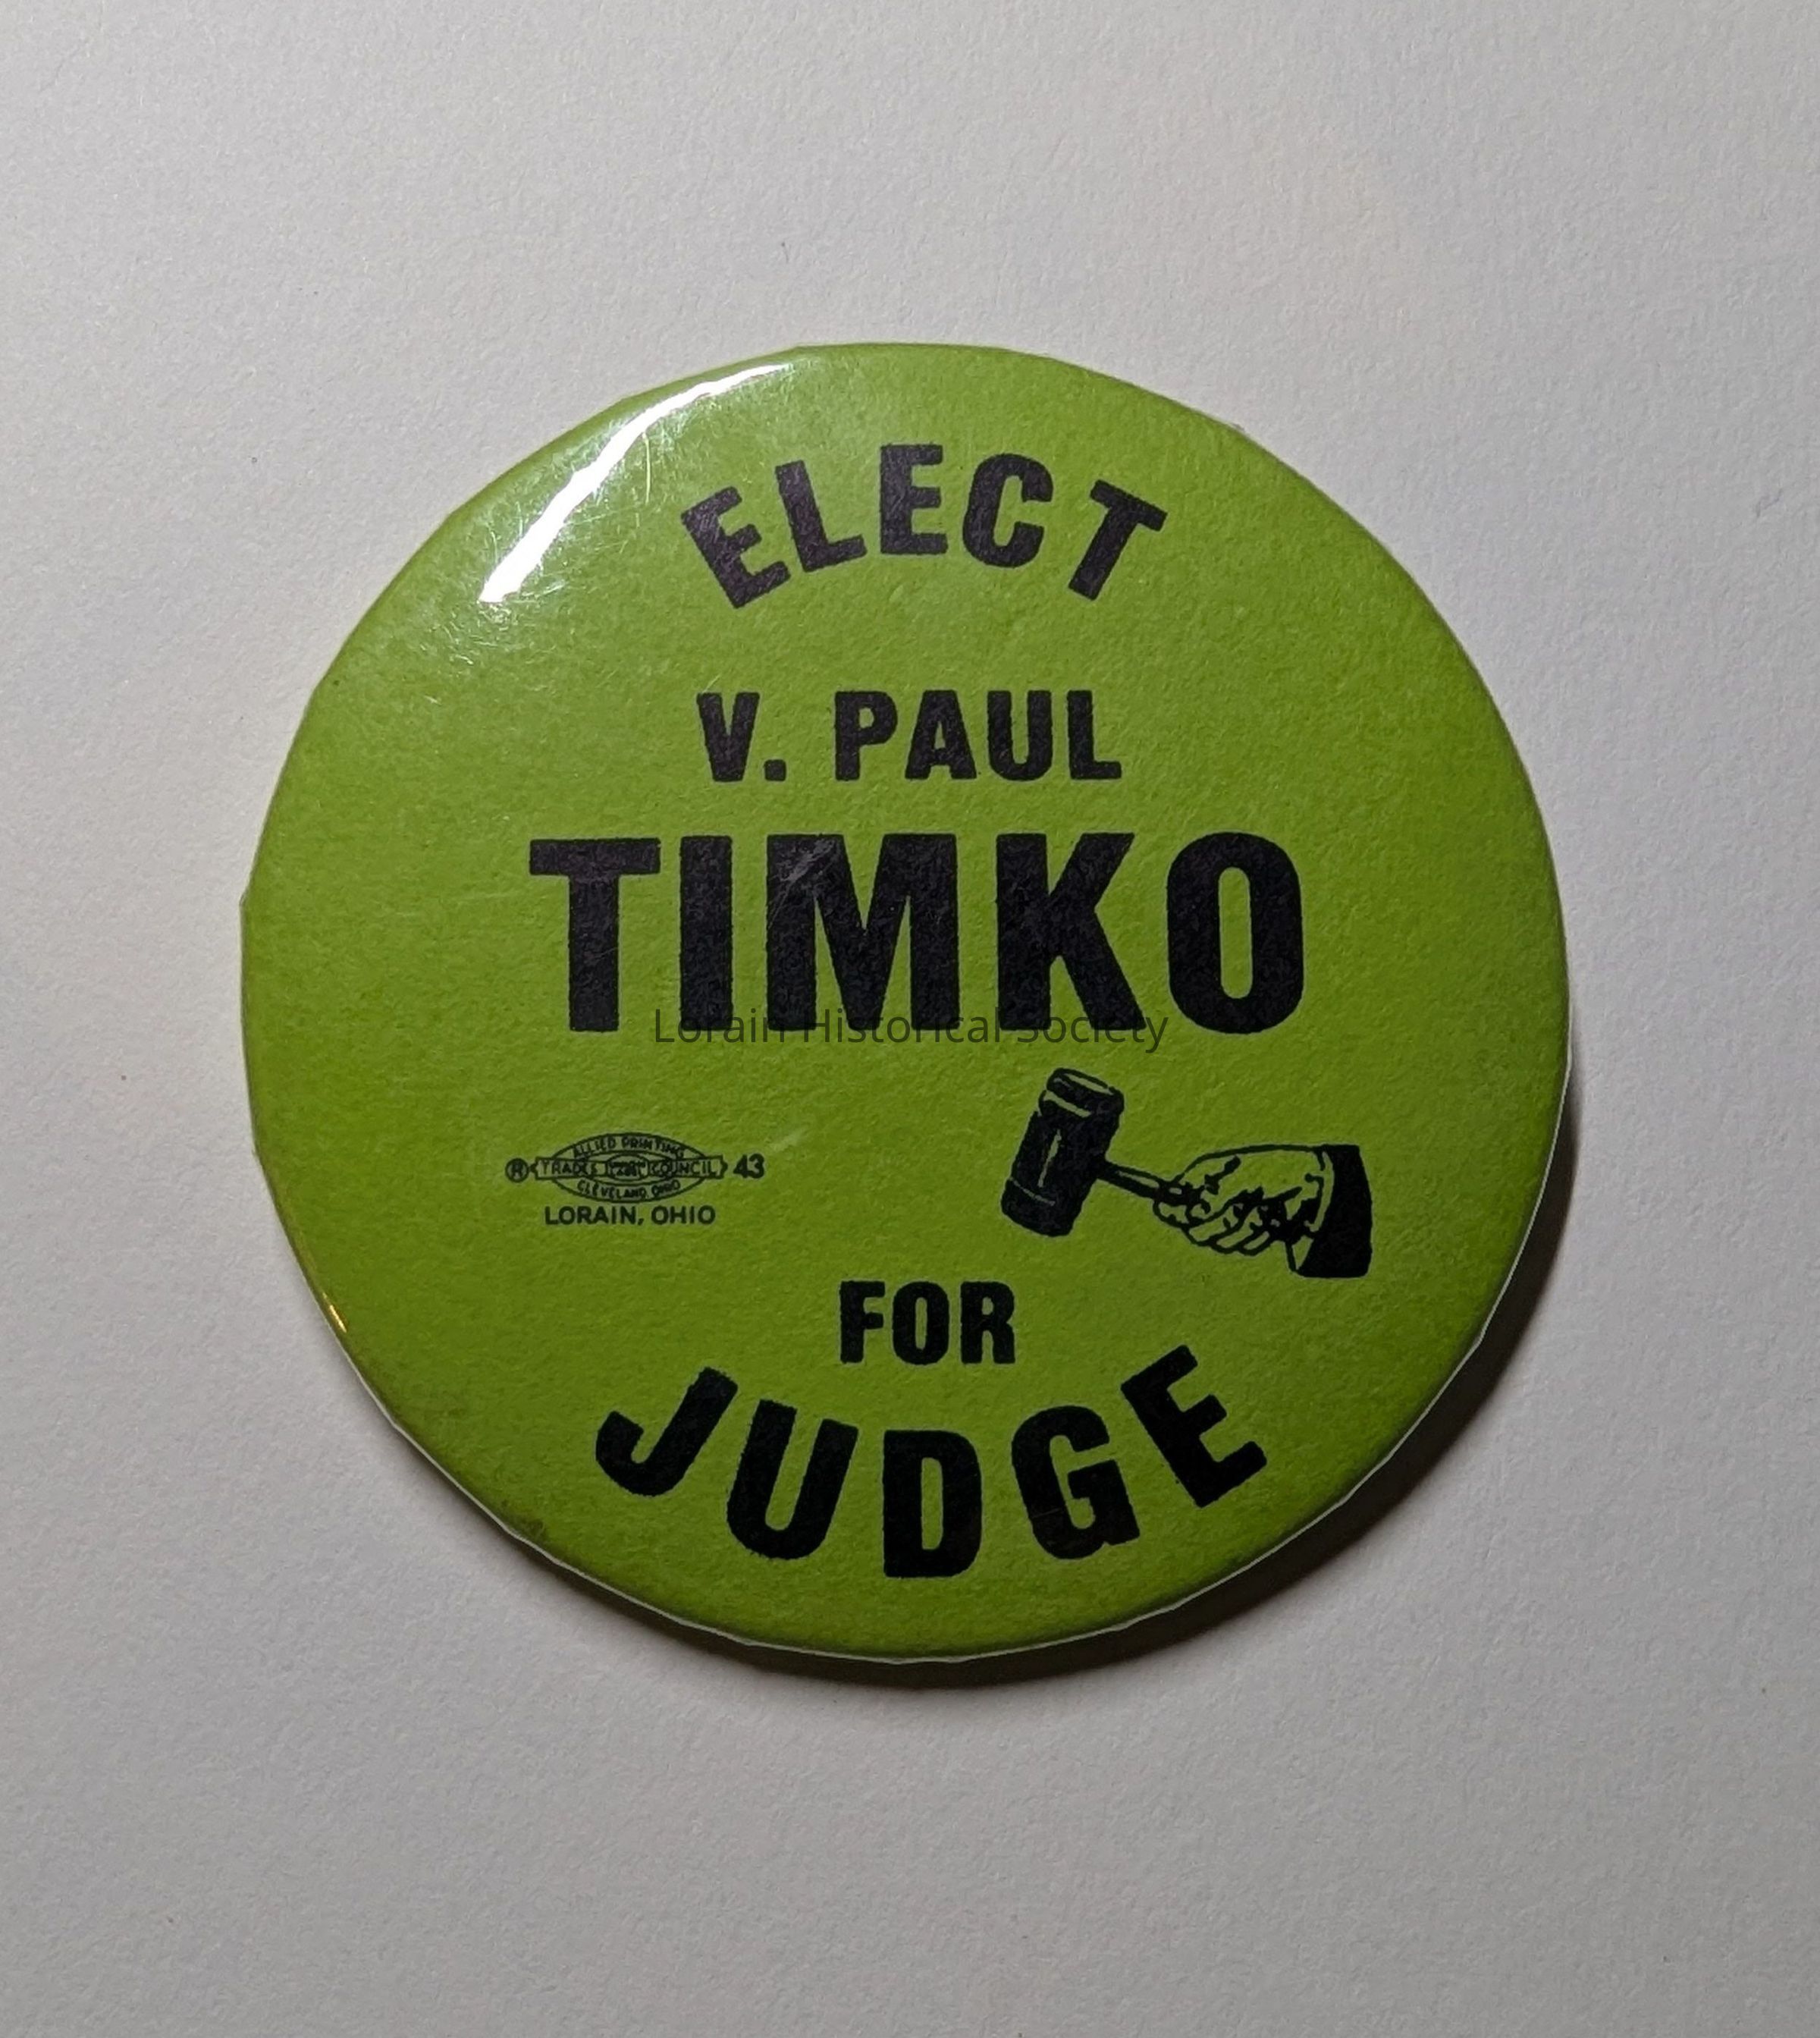 ELECT
V. PAUL
TIMKO
Lorain Historical Society
ALLIED PRINTING
® TRADES COUNCIL 43
CLEVELAND OHIO
LORAIN, OHIO
FOR
JUDGE